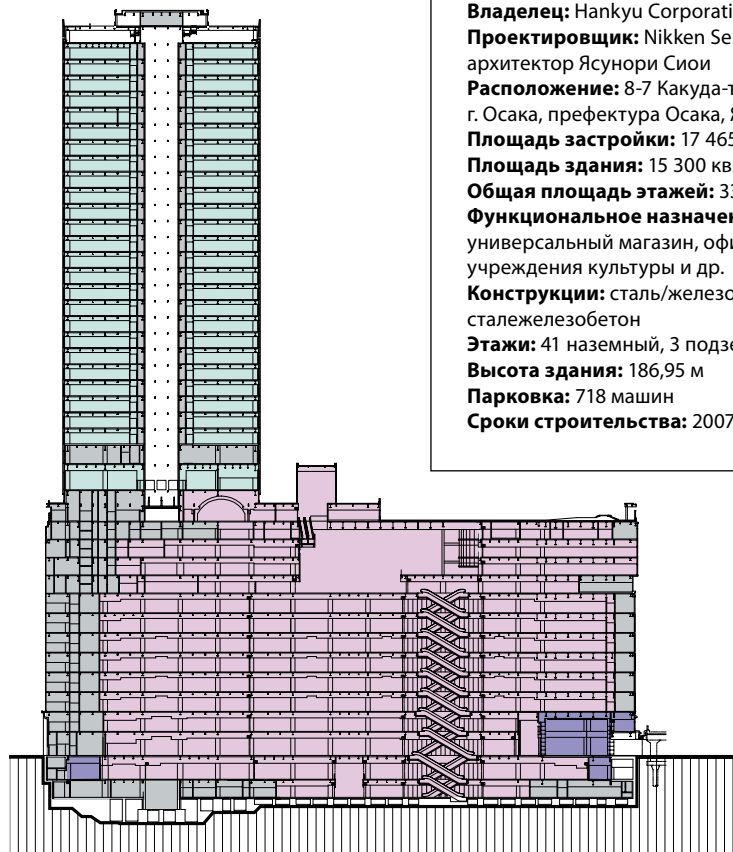 Владелец: Hankyu Corporati
Проектировщик: Nikken Se
архитектор Ясунори Сиои
Расположение: 8-7 Какуда-т
г. Осака, префектура Осака,
Площадь застройки: 17 465
Площадь здания: 15 300 кв
Общая площадь этажей: 33
Функциональное назначен
универсальный магазин, офи
учреждения культуры и др.
Конструкции: сталь/железо
сталежелезобетон
Этажи: 41 наземный, 3 подзе
Высота здания: 186,95 м
Парковка: 718 машин
Сроки строительства: 2007